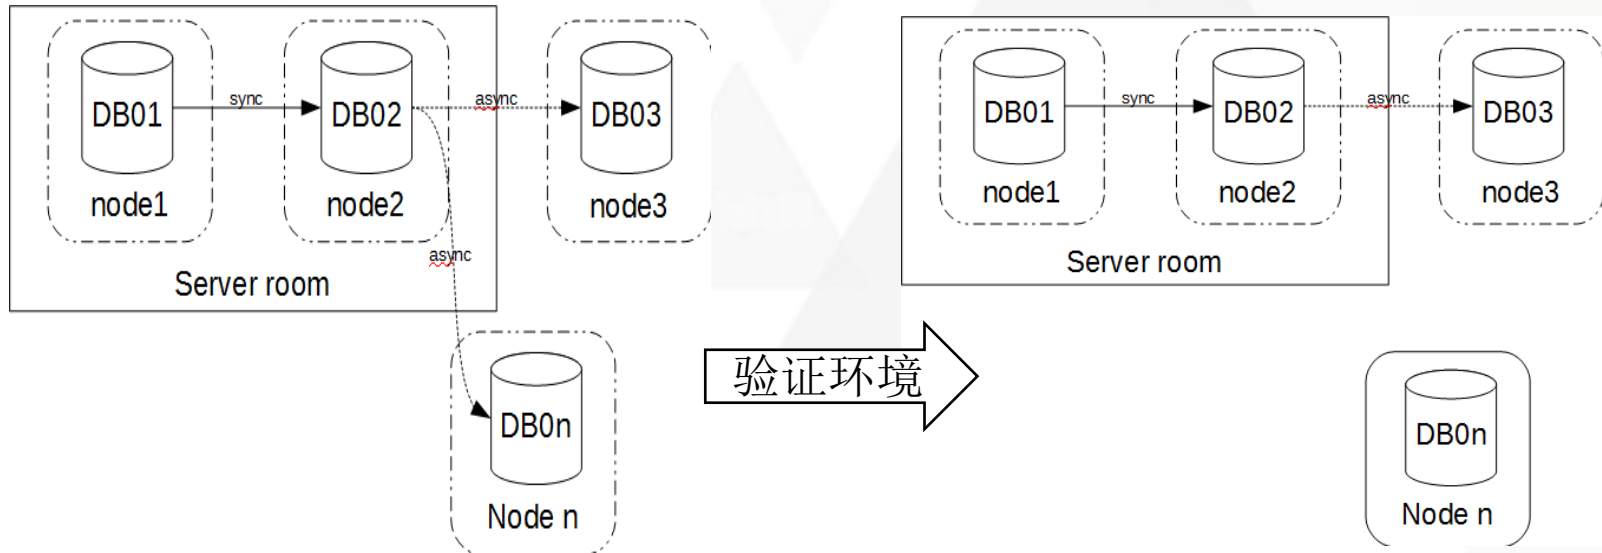 DB01
sync
DB02
async
DB03
node1
node2
node3
async
Server room
DB0n
Node n
验证环境
DB01
sync
DB02
async
DB03
node1
node2
node3
Server room
DB0n
Node n